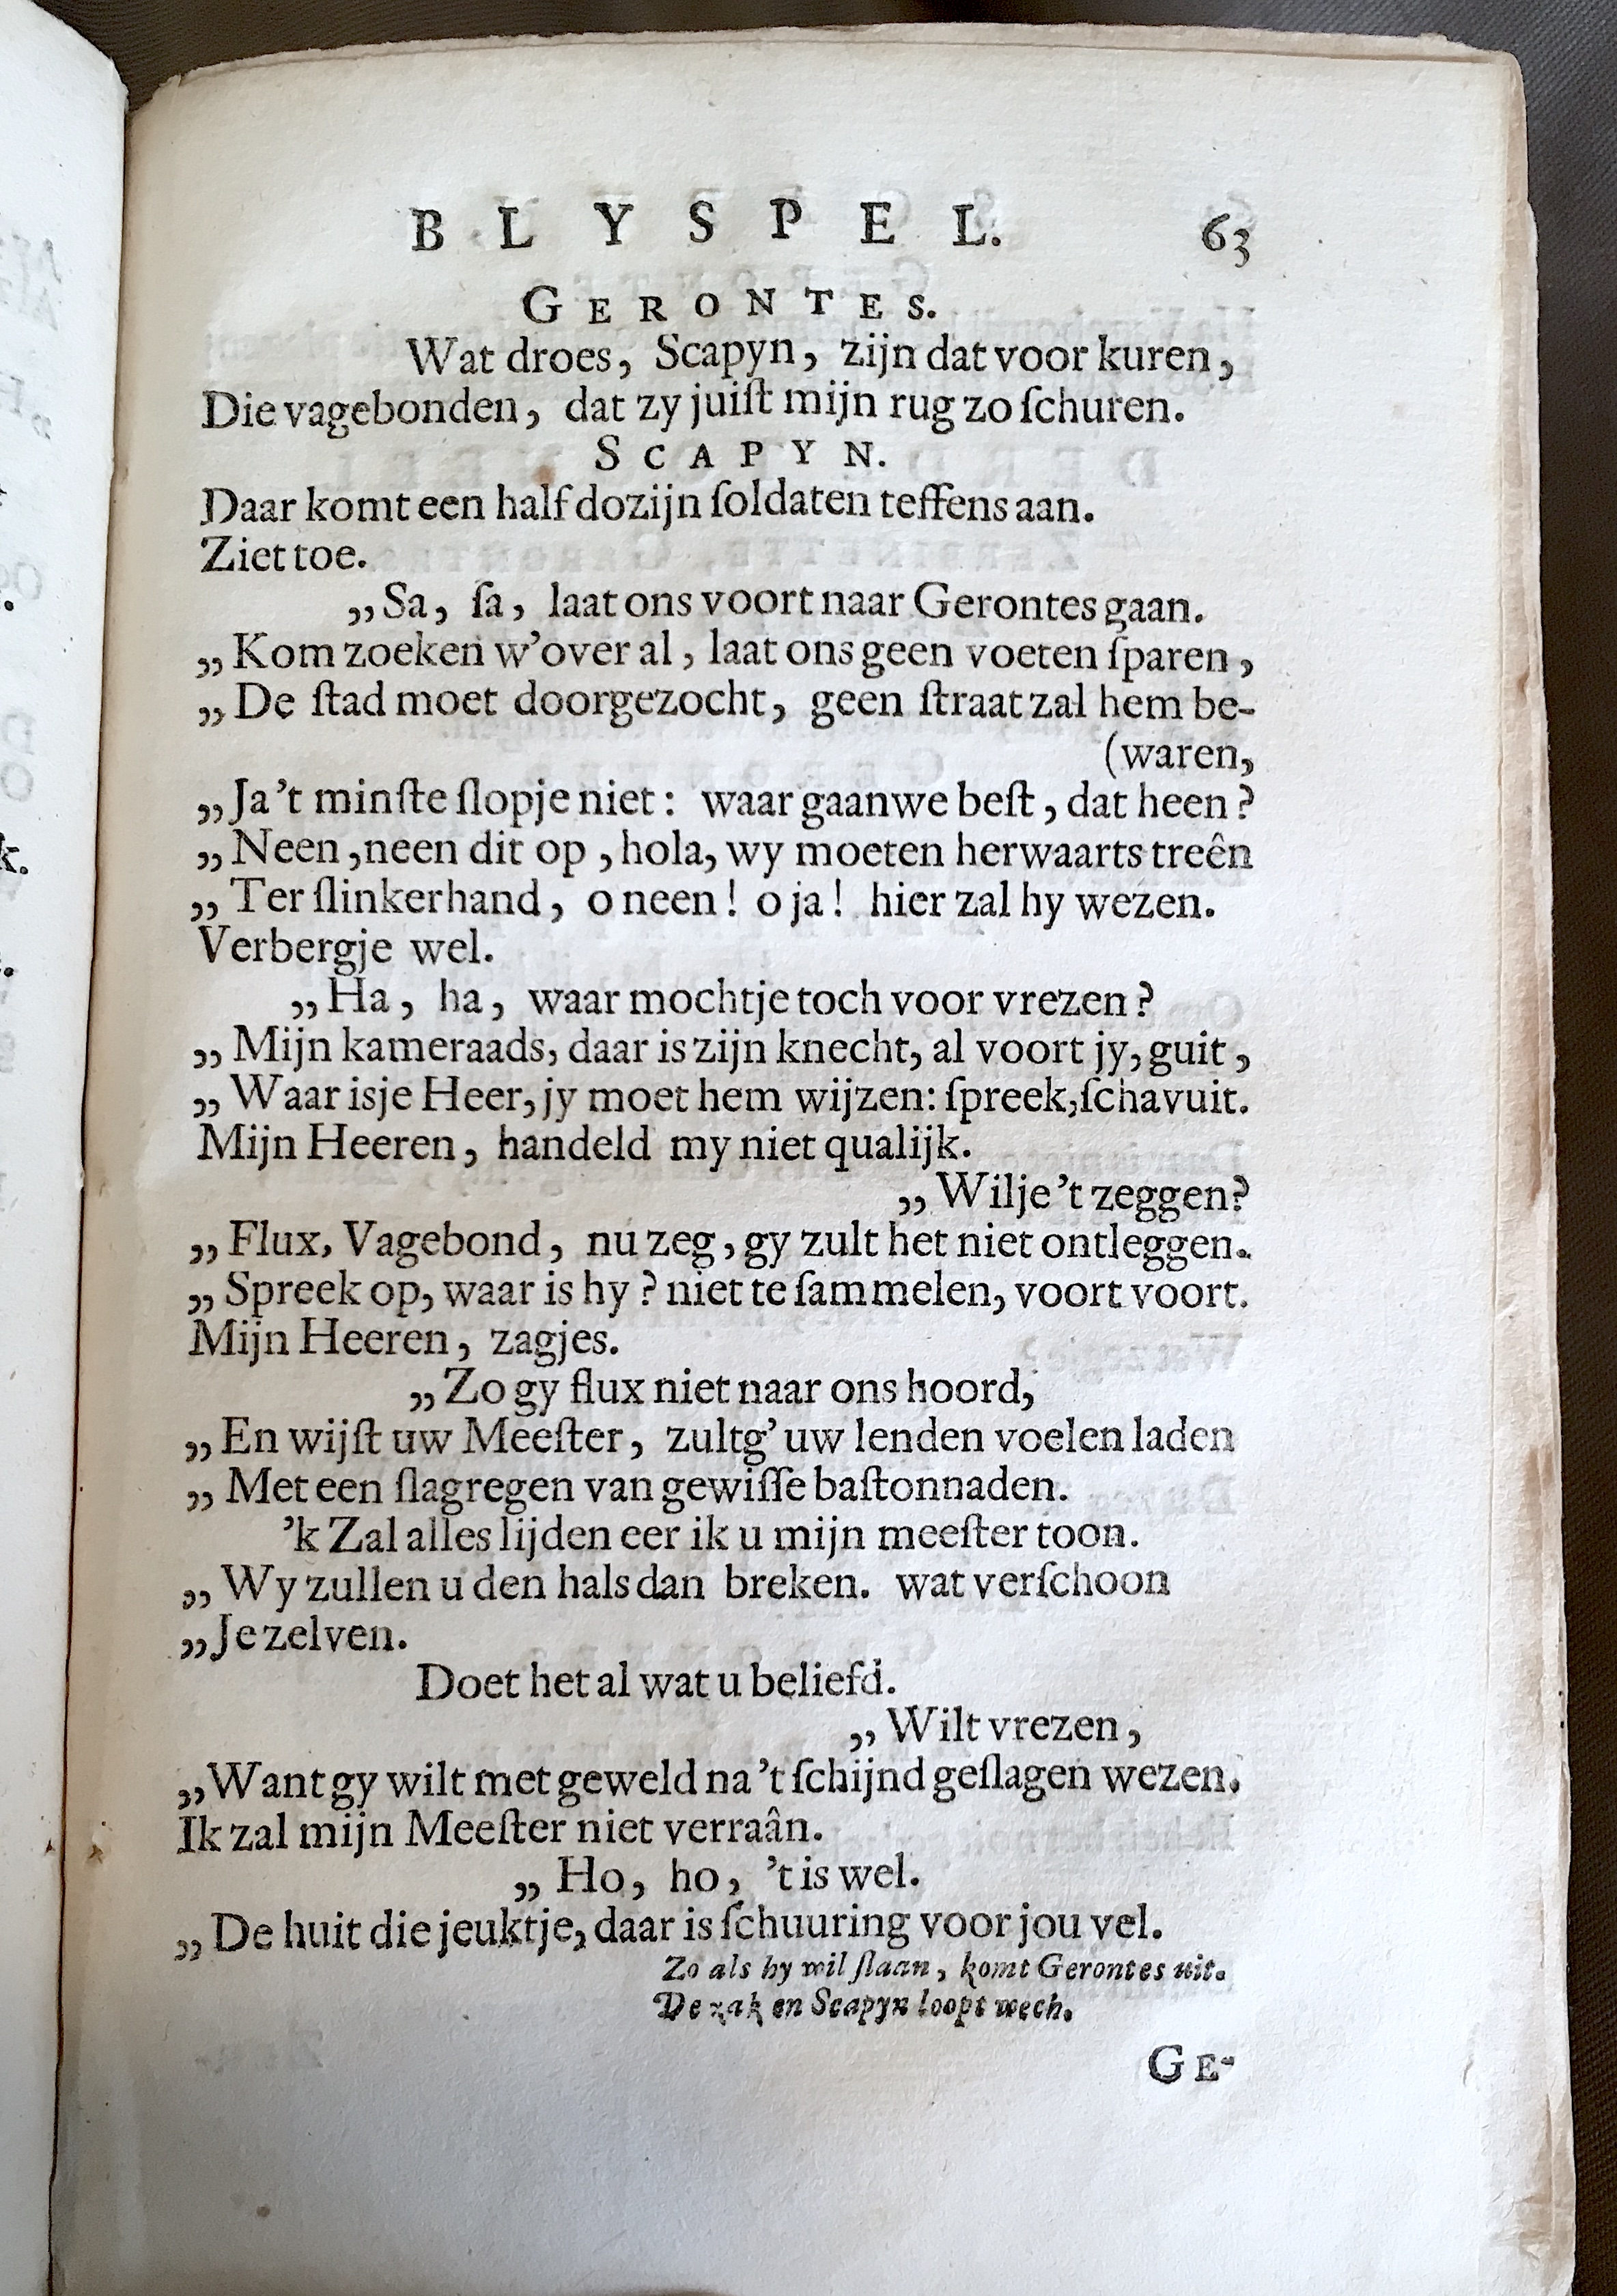 BLYSPEL. 63
GERONTES.
Wat droes, Scapyn, zijn dat voor kuren,
Die vagebonden, dat zy juiſt mijn rug zo ſchuren.
SCAPYN.
Daar komt een half dozijn ſoldaten teffens aan.
Ziet toe.
„Sa, ſa, laat ons voort naar Gerontes gaan.
„Kom zoeken w'over al, laat ons geen voeten ſparen,
„De ſtad moet doorgezocht, geen ſtraat zal hem be-
(waren,
„Ja 't minſte ſlopje niet: waar gaanwe beſt, dat heen?
„Neen, neen dit op, hola, wy moeten herwaarts treên
„Ter ſlinkerhand, o neen! o ja! hier zal hy wezen.
Verbergje wel.
„Ha, ha, waar mochtje toch voor vrezen?
„Mijn kameraads, daar is zijn knecht, al voort jy, guit,
„Waar isje Heer, jy moet hem wijzen: ſpreek, ſchavuit.
Mijn Heeren, handeld my niet qualijk.
„Wilje 't zeggen?
„Flux, Vagebond, nu zeg, gy zult het niet ontleggen.
„Spreek op, waar is hy? niet te ſammelen, voort voort.
Mijn Heeren, zagjes.
„Zo gy flux niet naar ons hoord,
„En wijſt uw Meeſter, zultg' uw lenden voelen laden
„Met een ſlagregen van gewiſſe baſtonnaden.
'k Zal alles lijden eer ik u mijn meeſter toon.
„Wy zullen u den hals dan breken. wat verſchoon
„Je zelven.
Doet het al wat u beliefd.
„Wilt vrezen,
„Want gy wilt met geweld na 't ſchijnd geſlagen wezen.
Ik zal mijn Meeſter niet verraân.
„Ho, ho, 't is wel.
„De huit die jeuktje, daar is ſchuuring voor jou vel.
Zo als hy wil ſlaan, komt Gerontes uit.
De zak en Scapyn loopt wech.
GE-